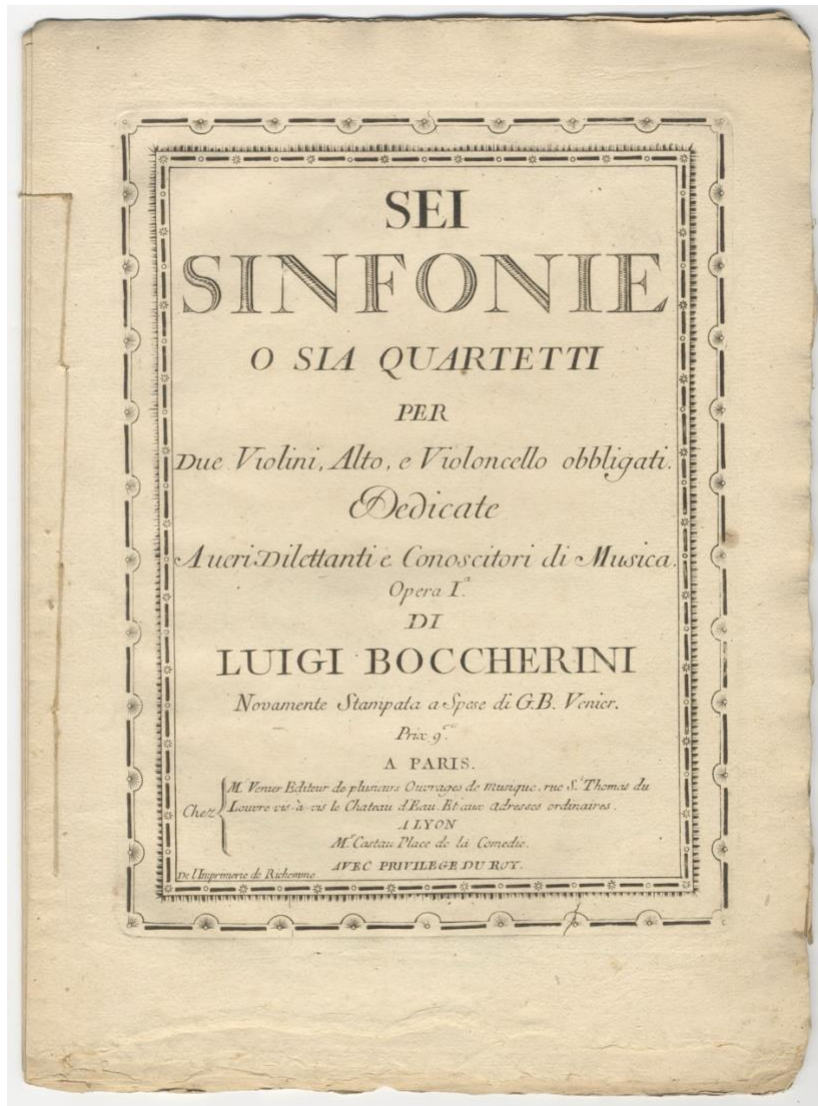 SEI
SINFONIE
O SIA QUARTETTI
PER
Due Violini, Alto, e Violoncello obbligati.
Dedicate
A ueri Dilettanti e Conoscitori di Musica.
Opera I.a
DI
LUIGI BOCCHERINI
Novamente Stampata a Spese di G.B. Venier.
Prix 9.
A PARIS.
Chez
M. Venier Editeur de plusieurs Ouvrages de musique, rue S.t Thomas du
Louvre vis-à-vis le Chateau d'Eau. Et aux adresses ordinaires.
A LYON
M.r Castau Place de la Comedie.
AVEC PRIVILEGE DU ROY.
De l'Imprimerie de